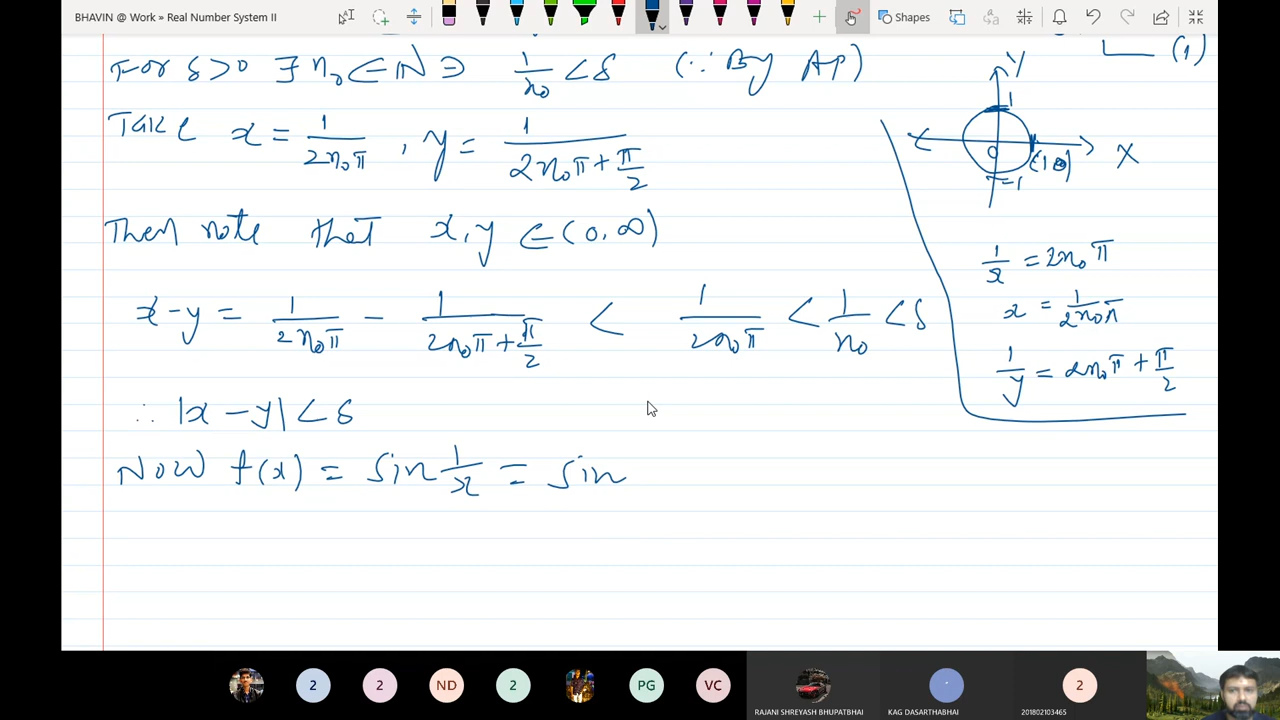 BHAVIN @ Work » Real Number System II
Shapes
(1)
For δ > 0 ∃ n₀ ∈ ℕ ∋ 1/n₀ < δ (∵ By AP)
Take x = 1/2n₀π , y = 1/(2n₀π + π/2)
Then note that x, y ∈ (0, ∞)
x - y = 1/2n₀π - 1/(2n₀π + π/2) < 1/2n₀π < 1/n₀ < δ
∴ |x - y| < δ
Now f(x) = sin 1/x = sin
Y
1
0
(1,0)
X
-1
1/x = 2n₀π
x = 1/2n₀π
1/y = 2n₀π + π/2
2
2
ND
2
PG
VC
RAJANI SHREYASH BHUPATBHAI
KAG DASARTHABHAI
2
201802103465